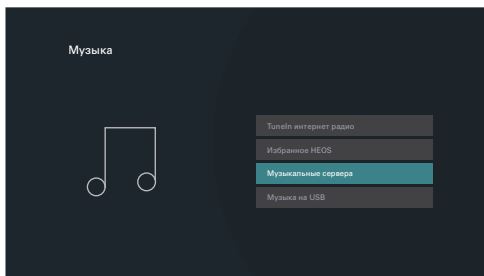 Музыка
TuneIn интернет радио
Избранное HEOS
Музыкальные сервера
Музыка на USB